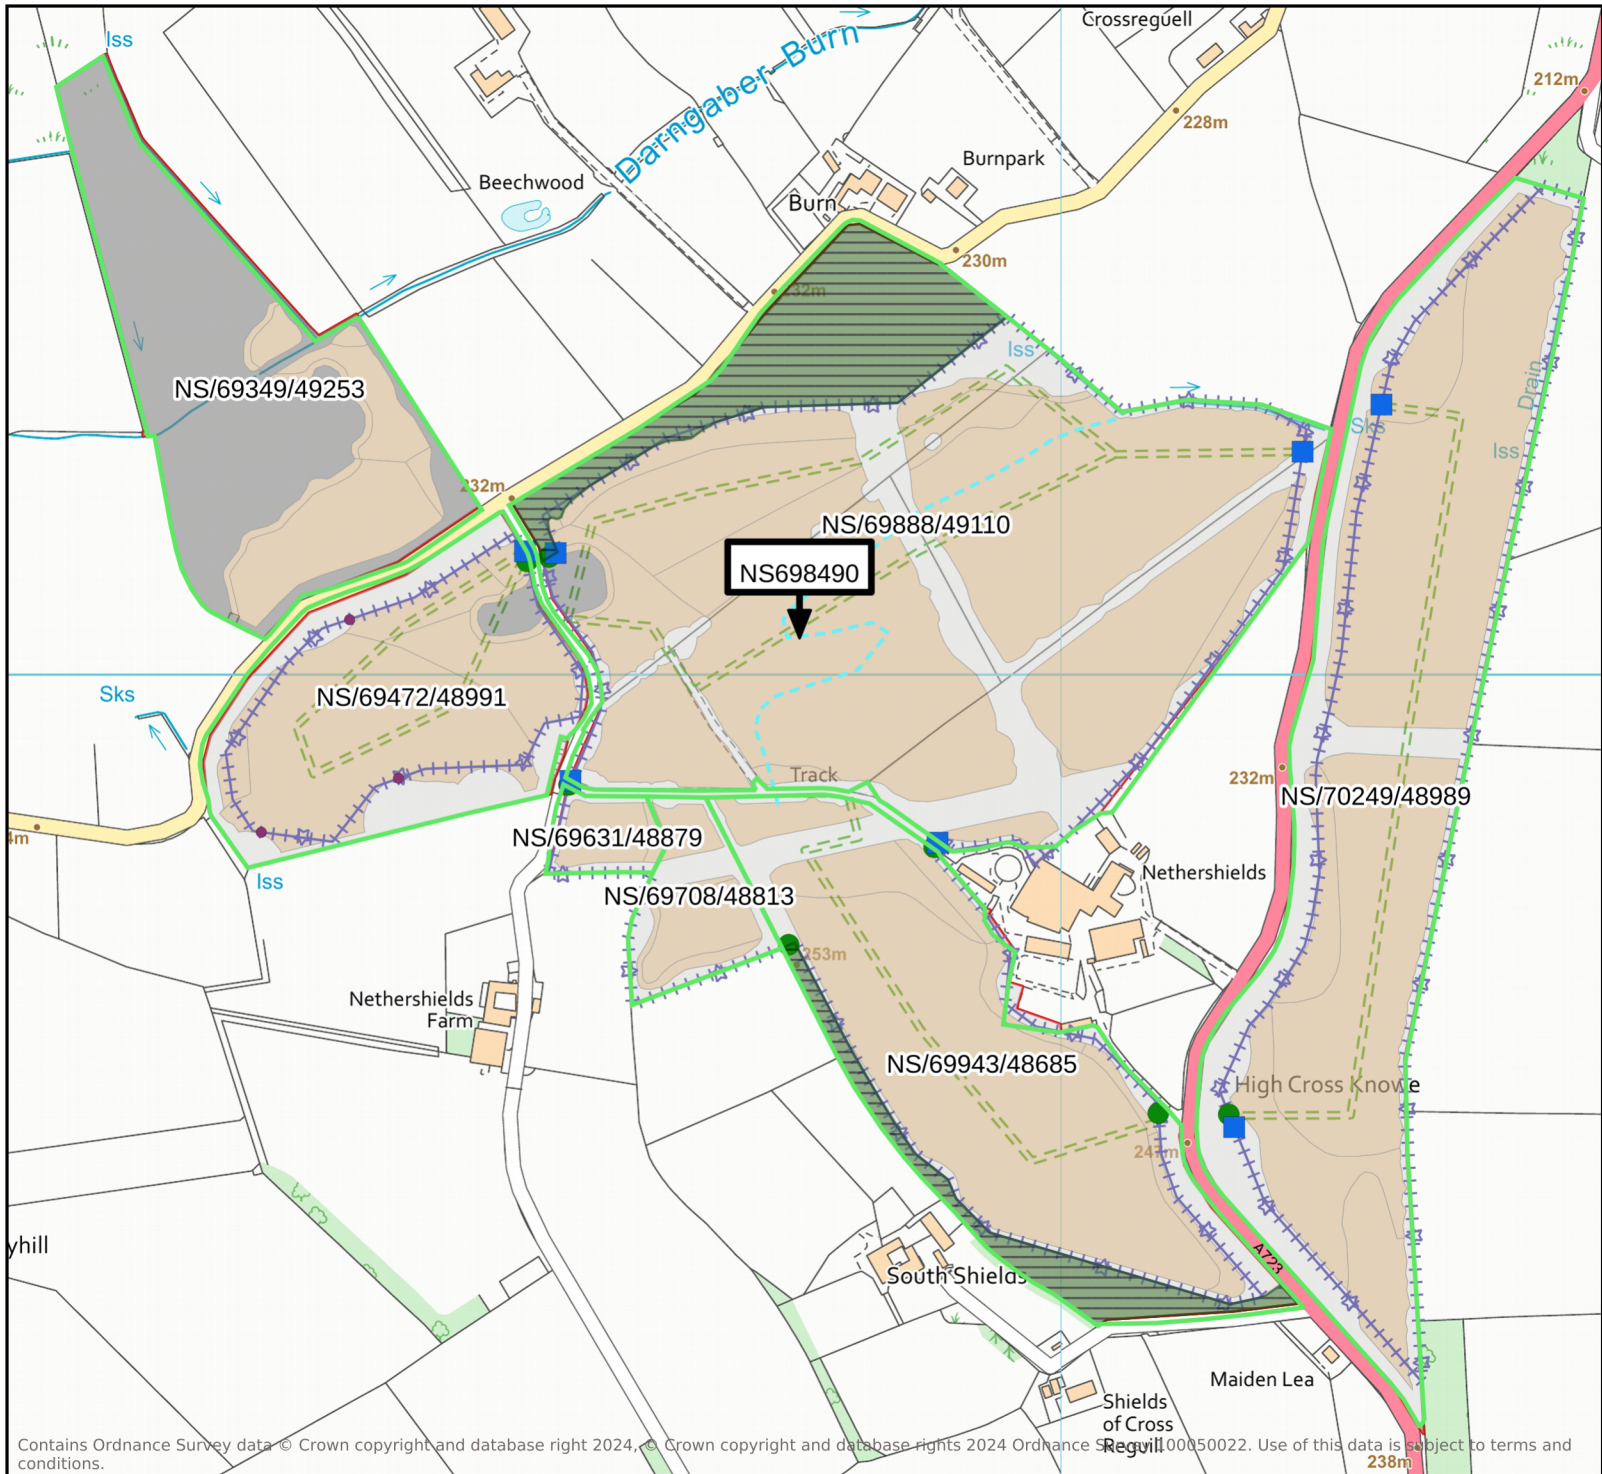 Iss
Crossreguell
212m
228m
Darngaber Burn
Burnpark
Beechwood
Burn
230m
232m
Iss
NS/69349/49253
Drain
Sks
Iss
232m
NS/69888/49110
NS698490
NS/69472/48991
Sks
Track
232m
NS/70249/48989
4m
NS/69631/48879
Nethershields
Iss
NS/69708/48813
253m
Nethershields
Farm
NS/69943/48685
High Cross Knowe
247m
yhill
South Shields
A723
Maiden Lea
Shields
of Cross
Reguill
Contains Ordnance Survey data © Crown copyright and database right 2024, © Crown copyright and database rights 2024 Ordnance Survey 100050022. Use of this data is subject to terms and
conditions.
238m